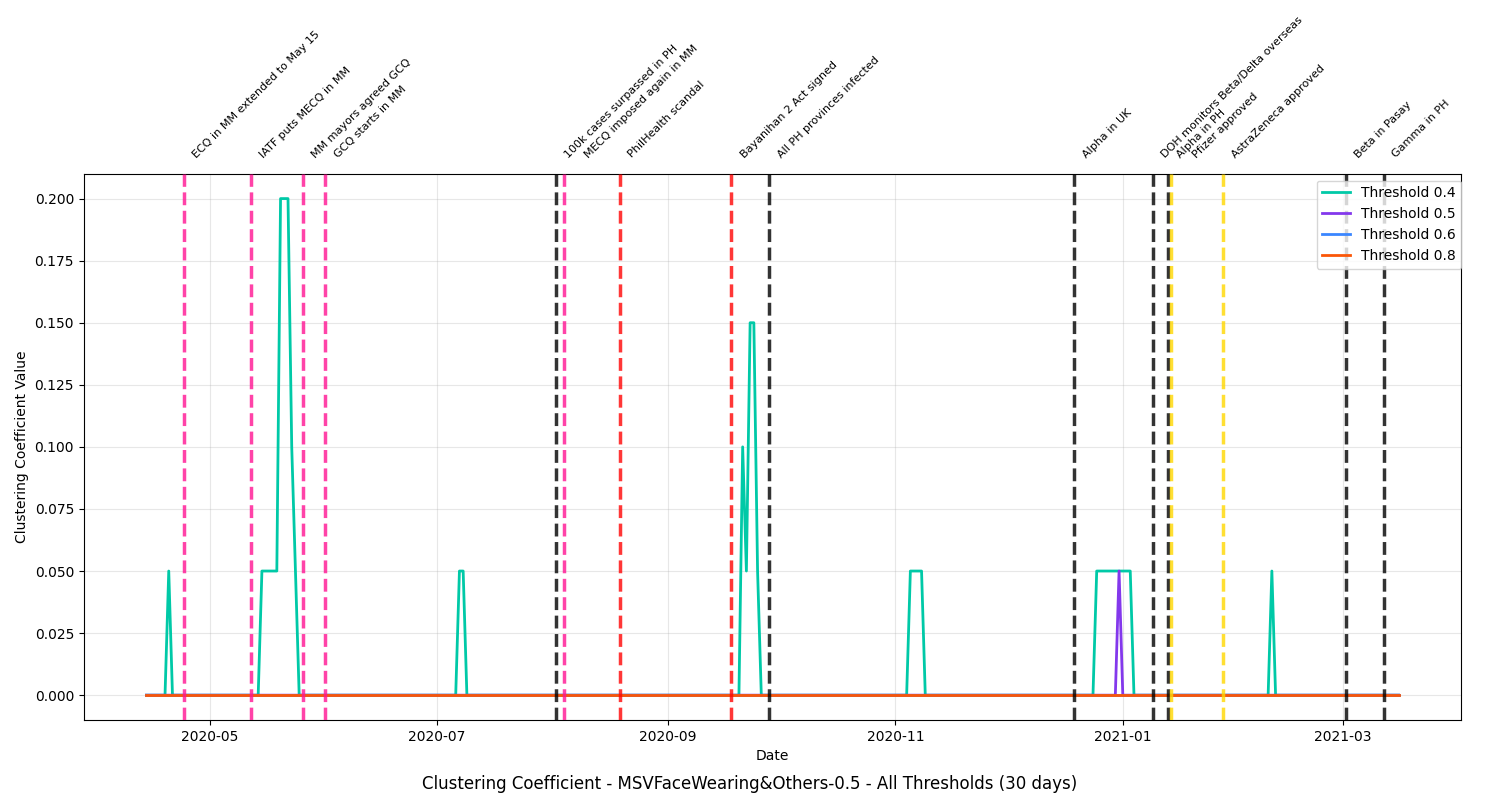 ECQ in MM extended to May 15
IATF puts MECQ in MM
MM mayors agreed GCQ
GCQ starts in MM
100k cases surpassed in PH
MECQ imposed again in MM
PhilHealth scandal
Bayanihan 2 Act signed
All PH provinces infected
Alpha in UK
DOH monitors Beta/Delta overseas
Alpha in PH
Pfizer approved
AstraZeneca approved
Beta in Pasay
Gamma in PH
Threshold 0.4
Threshold 0.5
Threshold 0.6
Threshold 0.8
Clustering Coefficient Value
0.200
0.175
0.150
0.125
0.100
0.075
0.050
0.025
0.000
2020-05 2020-07 2020-09 2020-11 2021-01 2021-03
Date
Clustering Coefficient - MSVFaceWearing&Others-0.5 - All Thresholds (30 days)